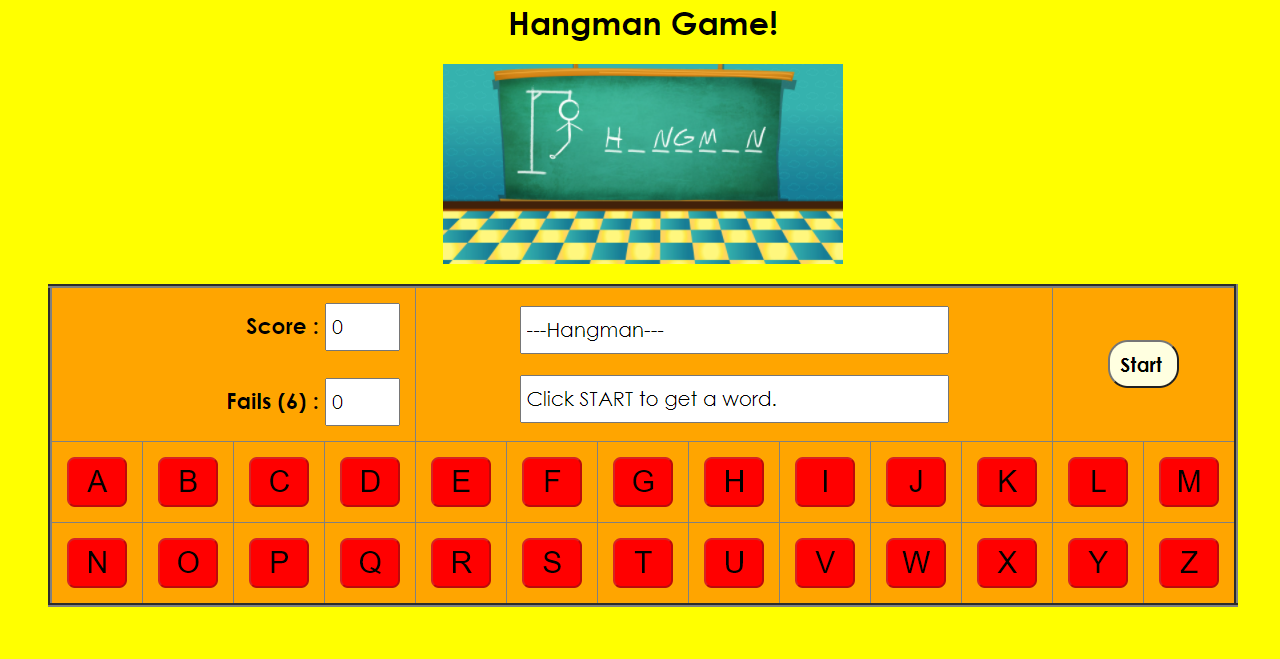 Hangman Game!
H_NGM_N
Score : 0
---Hangman---
Start
Fails (6) : 0
Click START to get a word.
A B C D E F G H I J K L M
N O P Q R S T U V W X Y Z